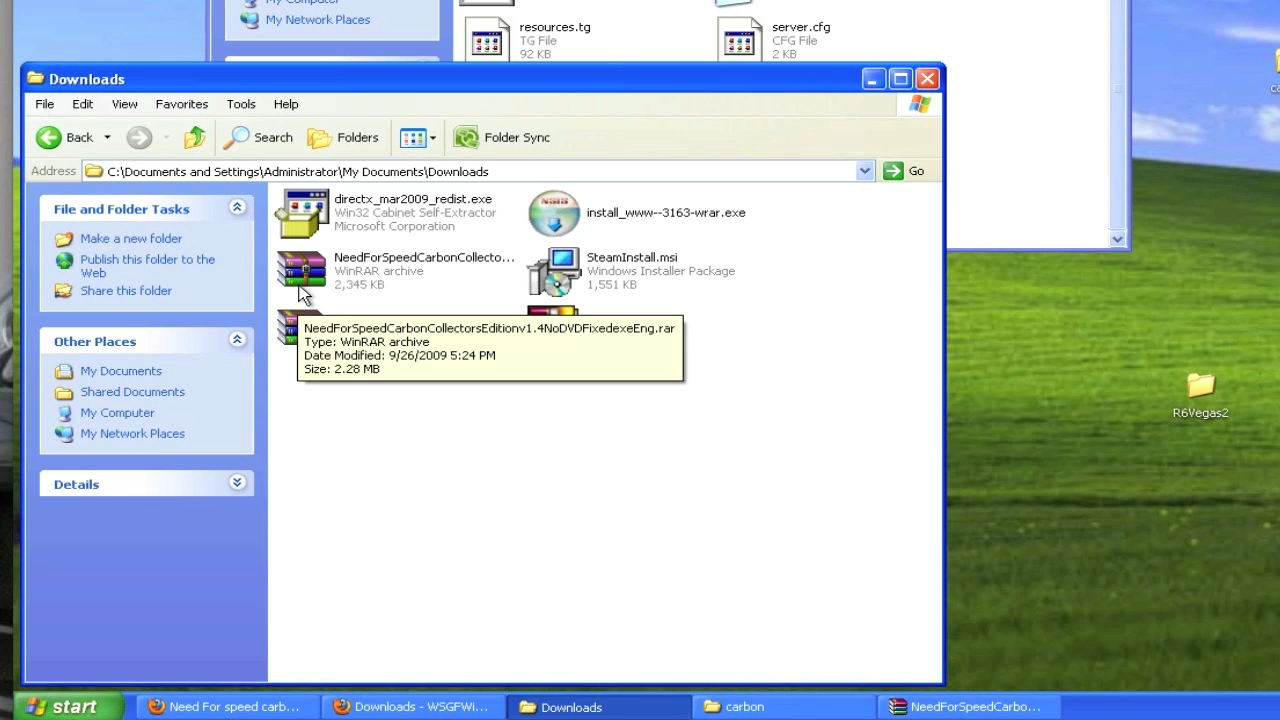 My Computer
My Network Places
resources.tg
TG File
92 KB
server.cfg
CFG File
2 KB
Downloads
File Edit View Favorites Tools Help
Back Search Folders Folder Sync
Address C:\Documents and Settings\Administrator\My Documents\Downloads Go
File and Folder Tasks
Make a new folder
Publish this folder to the
Web
Share this folder
Other Places
My Documents
Shared Documents
My Computer
My Network Places
Details
directx_mar2009_redist.exe
Win32 Cabinet Self-Extractor
Microsoft Corporation
NSIS
install_www--3163-wrar.exe
NeedForSpeedCarbonCollecto...
WinRAR archive
2,345 KB
SteamInstall.msi
Windows Installer Package
1,551 KB
NeedForSpeedCarbonCollectorsEditionv1.4NoDVDFixedexeEng.rar
Type: WinRAR archive
Date Modified: 9/26/2009 5:24 PM
Size: 2.28 MB
R6Vegas2
start
Need For speed carb...
Downloads - WSGFWi...
Downloads
carbon
NeedForSpeedCarbo...